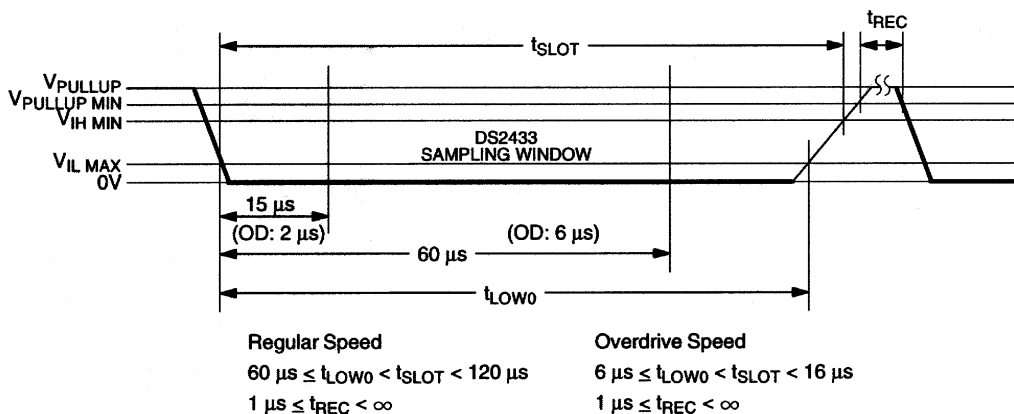 tREC
tSLOT
VPULLUP
VPULLUP MIN
VIH MIN
DS2433
SAMPLING WINDOW
VIL MAX
0V
15 µs
(OD: 2 µs)
(OD: 6 µs)
60 µs
tLOW0
Regular Speed
60 µs ≤ tLOW0 < tSLOT < 120 µs
1 µs ≤ tREC < ∞
Overdrive Speed
6 µs ≤ tLOW0 < tSLOT < 16 µs
1 µs ≤ tREC < ∞